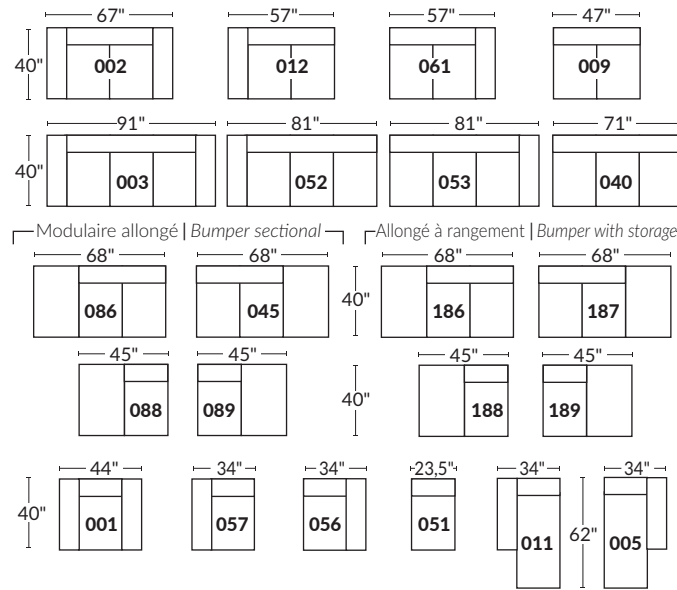 67" 57" 57" 47"
40" 002 012 061 009
91" 81" 81" 71"
40" 003 052 053 040
Modulaire allongé | Bumper sectional Allongé à rangement | Bumper with storage
68" 68" 68" 68"
086 045 40" 186 187
45" 45" 45" 45"
088 089 40" 188 189
44" 34" 34" 23,5" 34" 34"
40" 001 057 056 051 011 62" 005